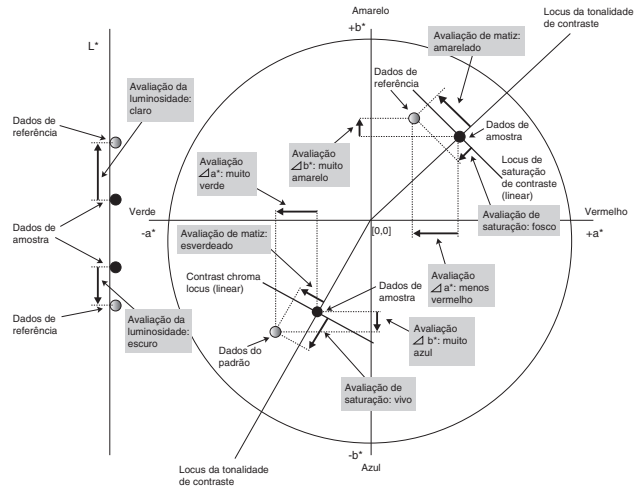 L*
Amarelo
+b*
Locus da tonalidade
de contraste
Avaliação de matiz:
amarelado
Dados de
referência
Avaliação da
luminosidade:
claro
Dados de
referência
Dados de
amostra
Avaliação
⊿b*: muito
amarelo
Avaliação
⊿a*: muito
verde
Locus de
saturação
de contraste
(linear)
Dados de
amostra
Verde
-a*
[0,0]
Avaliação de
saturação: fosco
Vermelho
+a*
Avaliação de matiz:
esverdeado
Contrast chroma
locus (linear)
Dados de
amostra
Avaliação
⊿ a*: menos
vermelho
Dados de
referência
Avaliação da
luminosidade:
escuro
Dados do
padrão
Avaliação
⊿ b*: muito
azul
Avaliação de
saturação: vivo
-b*
Azul
Locus da tonalidade
de contraste